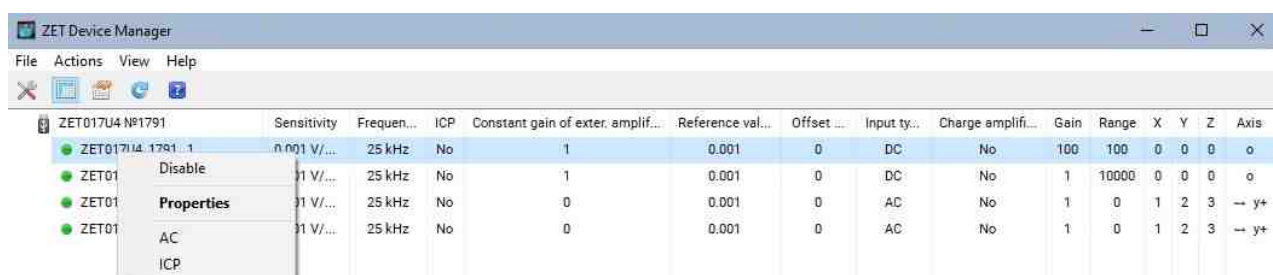 ZET Device Manager
File Actions View Help
ZET017U4 №1791 Sensitivity Frequen... ICP Constant gain of exter. amplif... Reference val... Offset ... Input ty... Charge amplifi... Gain Range X Y Z Axis
ZET017U4_1791_1 0.001 V/... 25 kHz No 1 0.001 0 DC No 100 100 0 0 0 o
Disable
ZET01 01 V/... 25 kHz No 1 0.001 0 DC No 1 10000 0 0 0 o
ZET01 Properties 01 V/... 25 kHz No 0 0.001 0 AC No 1 0 1 2 3 → y+
ZET01 01 V/... 25 kHz No 0 0.001 0 AC No 1 0 1 2 3 → y+
AC
ICP